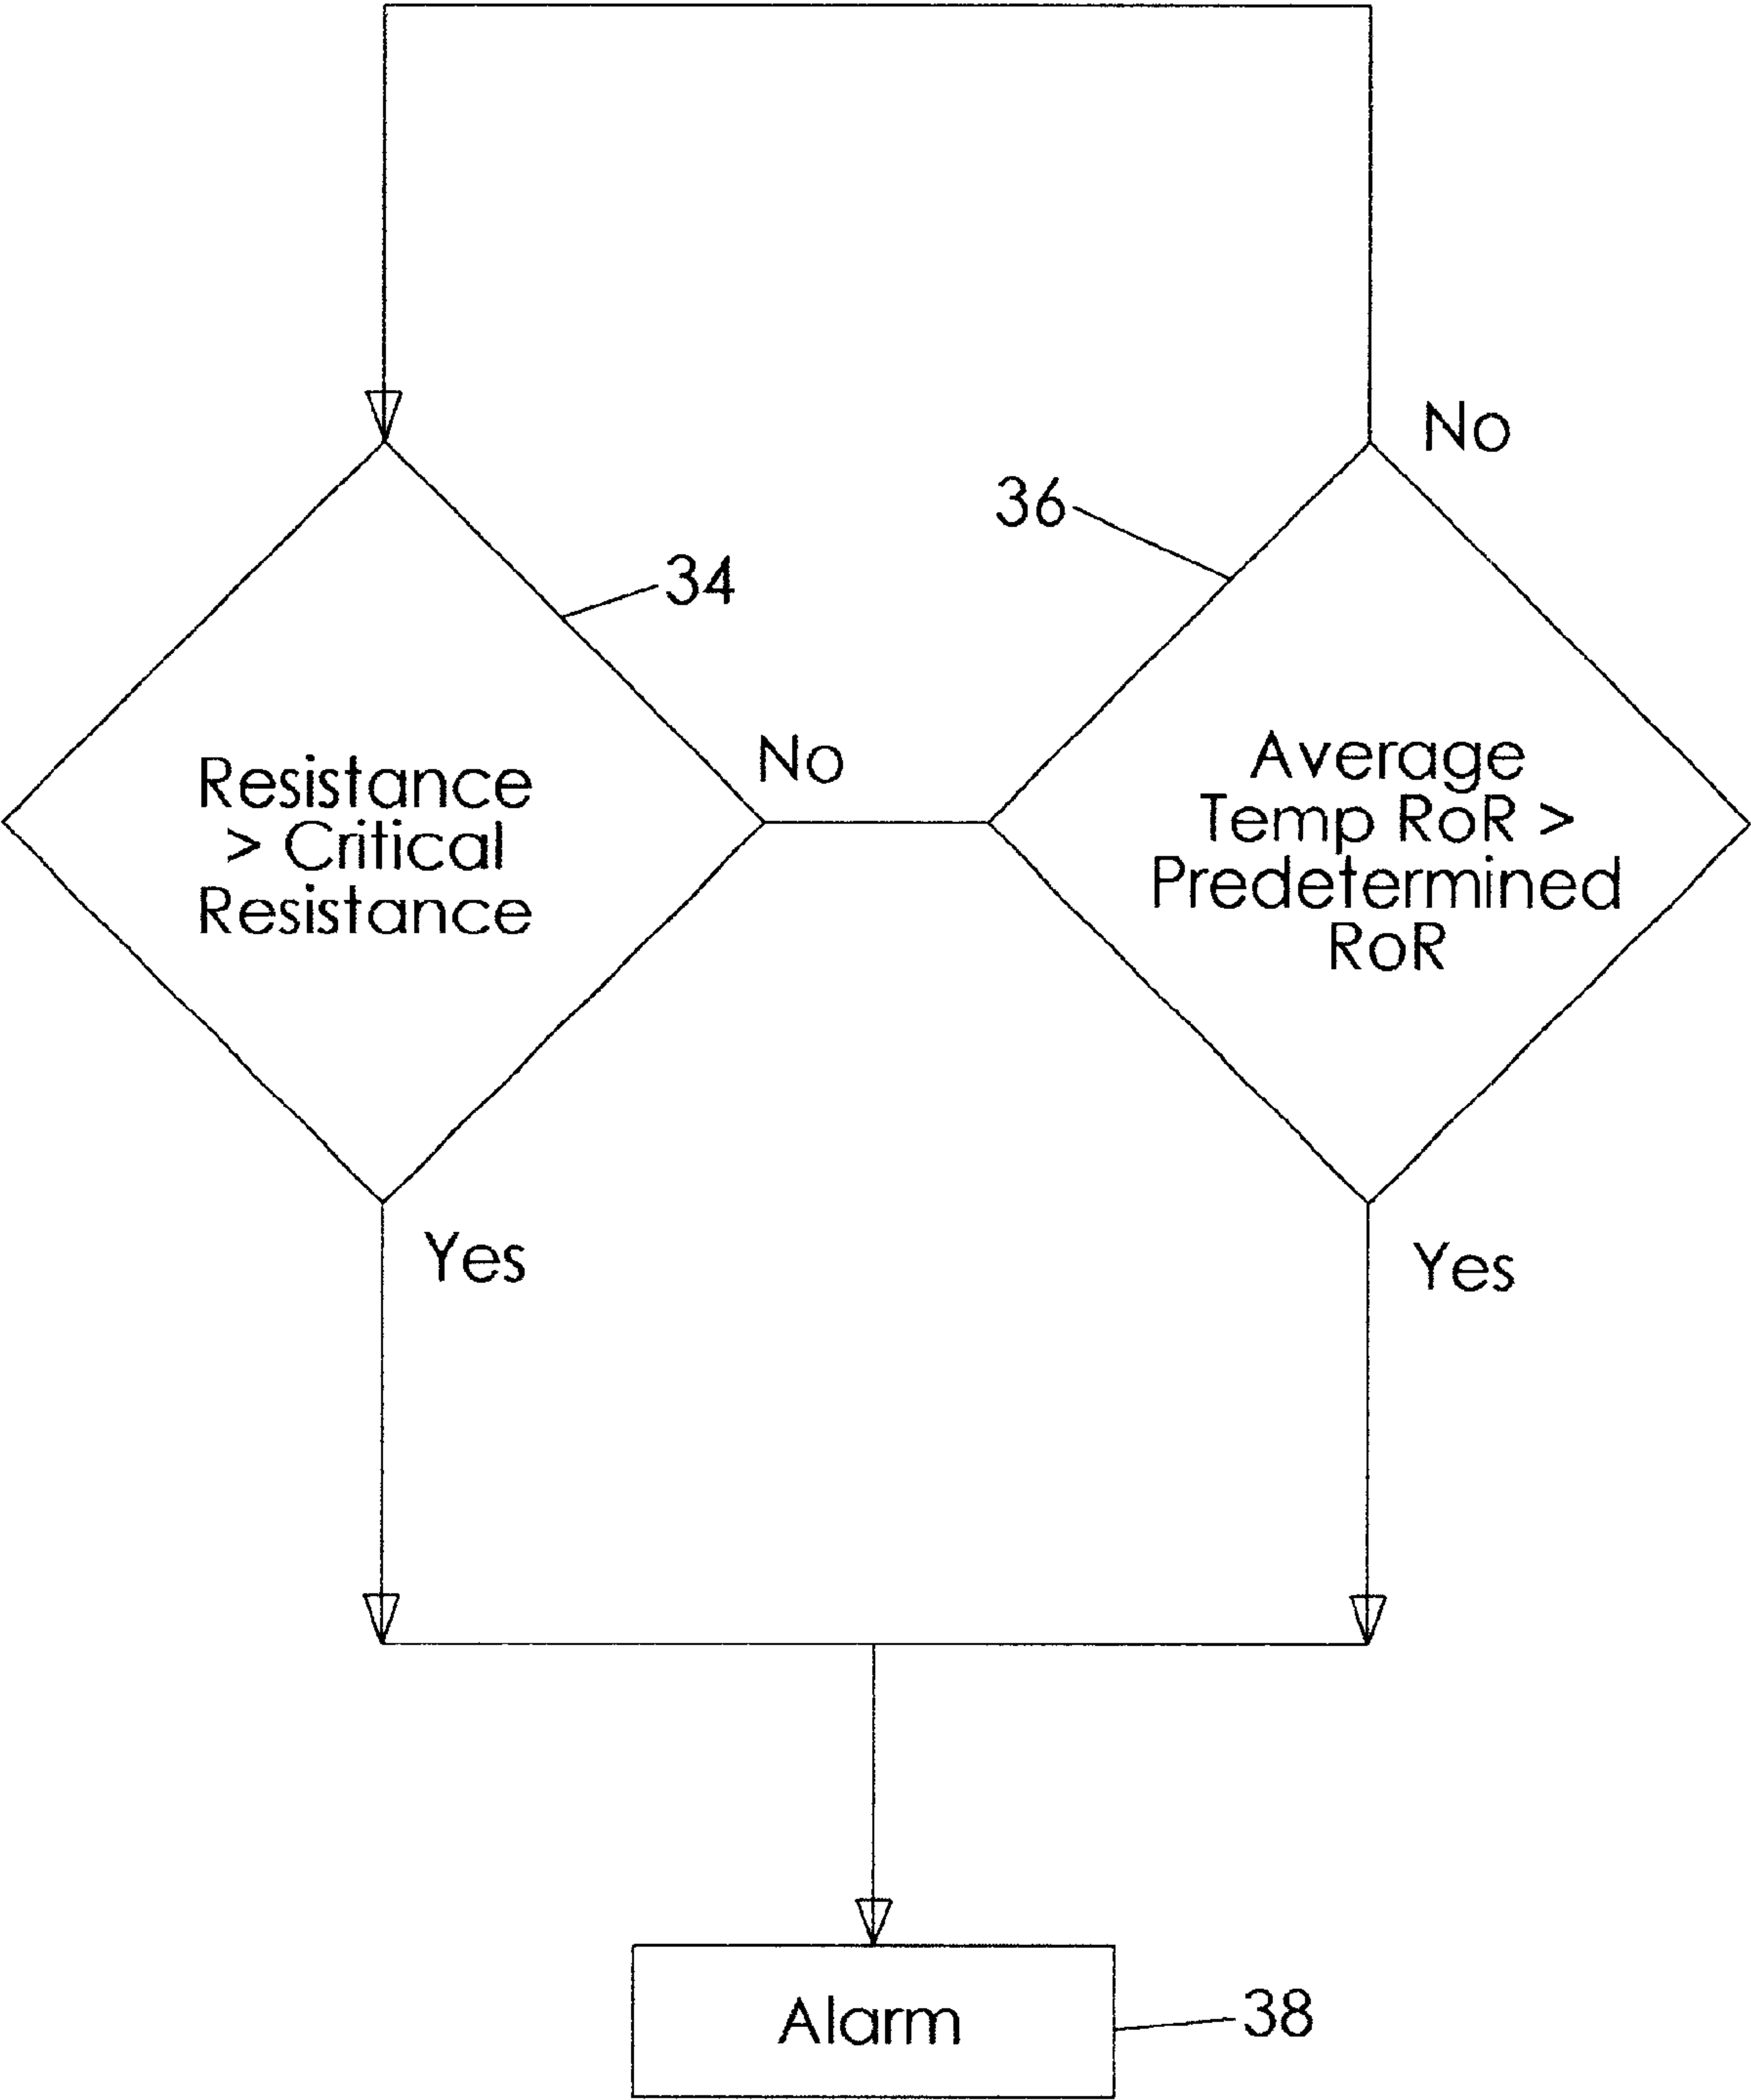 No
36
34
No
Resistance
> Critical
Resistance
Average
Temp RoR >
Predetermined
RoR
Yes
Yes
Alarm
38